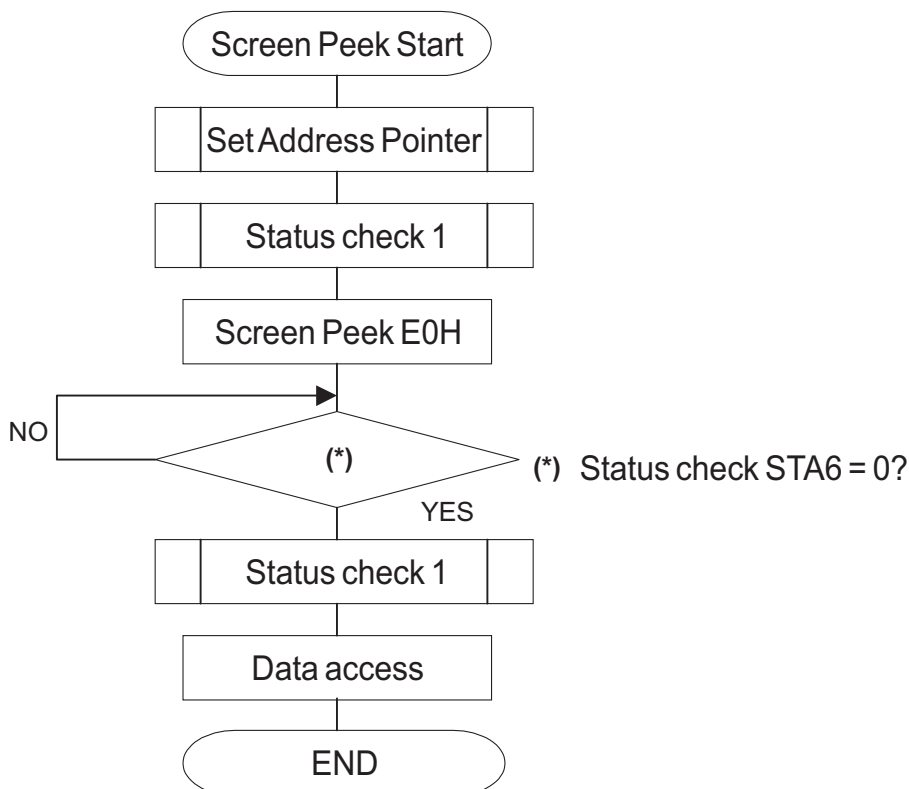 Screen Peek Start
Set Address Pointer
Status check 1
Screen Peek E0H
NO
(*)
(*) Status check STA6 = 0?
YES
Status check 1
Data access
END